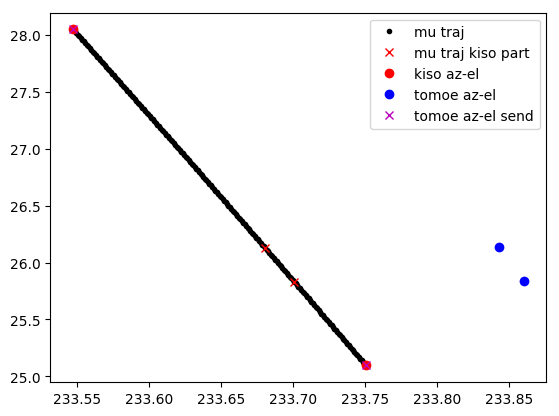 28.0
27.5
27.0
26.5
26.0
25.5
25.0
233.55 233.60 233.65 233.70 233.75 233.80 233.85
mu traj
mu traj kiso part
kiso az-el
tomoe az-el
tomoe az-el send